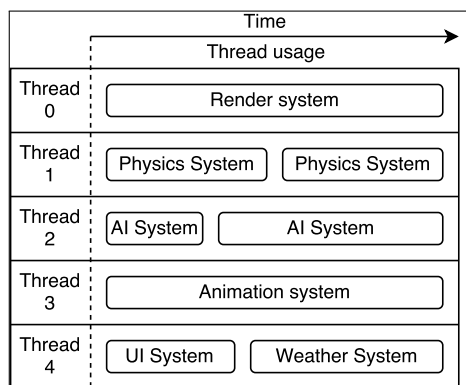 Time
Thread usage
Thread
0
Render system
Thread
1
Physics System
Physics System
Thread
2
AI System
AI System
Thread
3
Animation system
Thread
4
UI System
Weather System